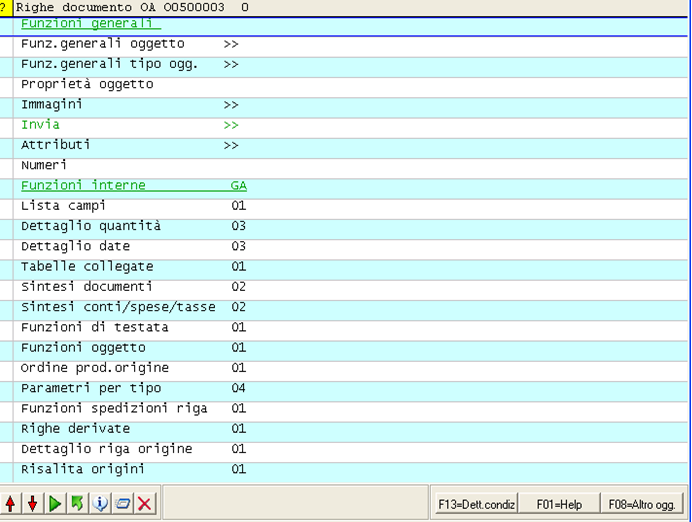 ? Righe documento OA 00500003 0
Funzioni generali
Funz.generali oggetto >>
Funz.generali tipo ogg. >>
Proprietà oggetto
Immagini >>
Invia >>
Attributi >>
Numeri
Funzioni interne GA
Lista campi 01
Dettaglio quantità 03
Dettaglio date 03
Tabelle collegate 01
Sintesi documenti 02
Sintesi conti/spese/tasse 02
Funzioni di testata 01
Funzioni oggetto 01
Ordine prod.origine 01
Parametri per tipo 04
Funzioni spedizioni riga 01
Righe derivate 01
Dettaglio riga origine 01
Risalita origini 01
F13=Dett.condiz F01=Help F08=Altro ogg.